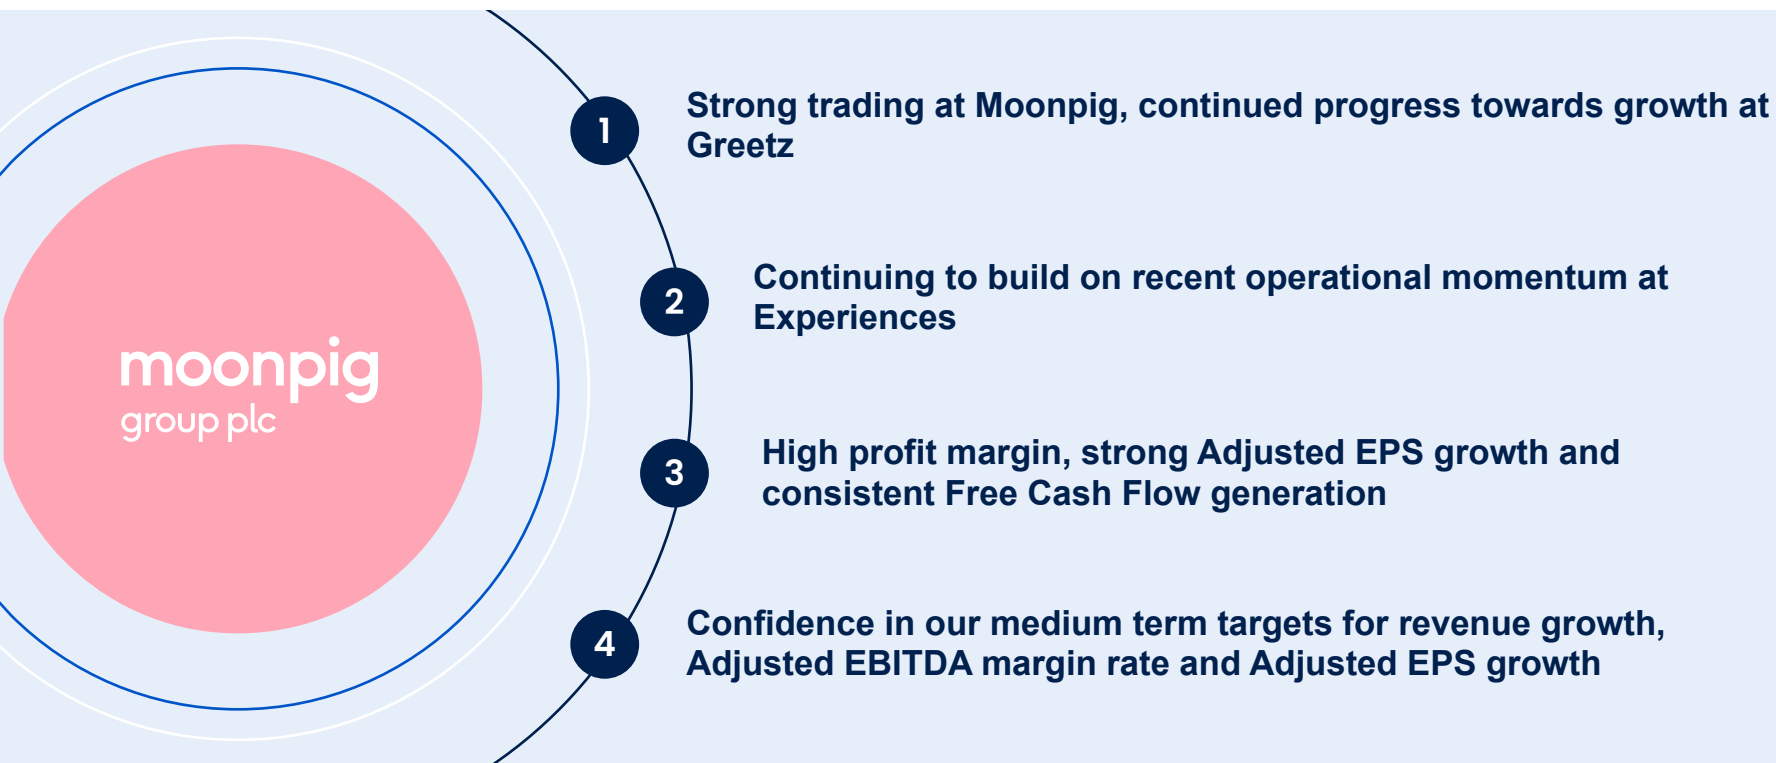 moonpig
group plc
1
Strong trading at Moonpig, continued progress towards growth at
Greetz
2
Continuing to build on recent operational momentum at
Experiences
3
High profit margin, strong Adjusted EPS growth and
consistent Free Cash Flow generation
4
Confidence in our medium term targets for revenue growth,
Adjusted EBITDA margin rate and Adjusted EPS growth